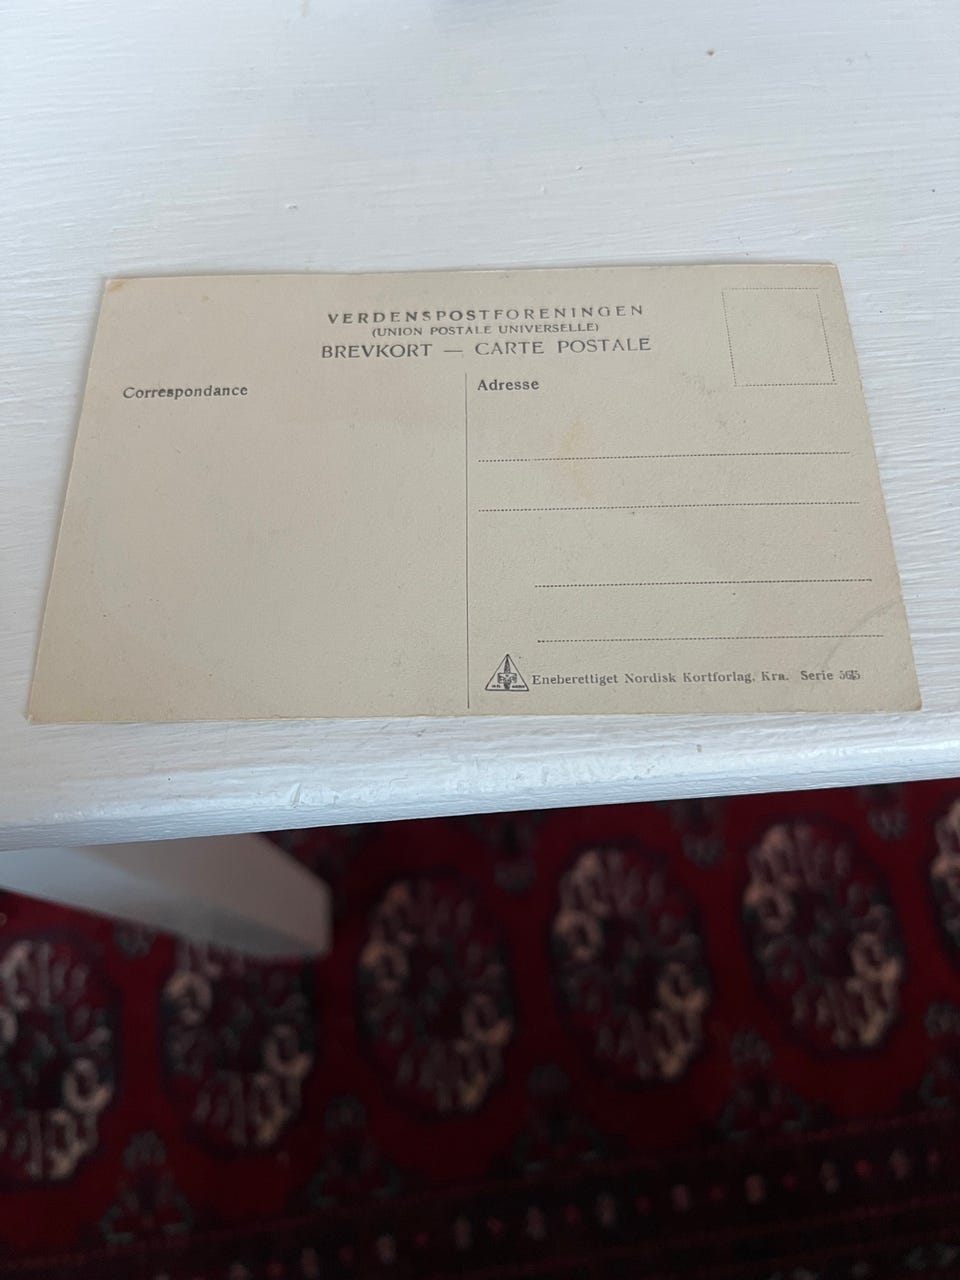 VERDENSPOSTFORENINGEN
(UNION POSTALE UNIVERSELLE)
BREVKORT — CARTE POSTALE
Correspondance
Adresse
Eneberettiget Nordisk Kortforlag, Kra. Serie